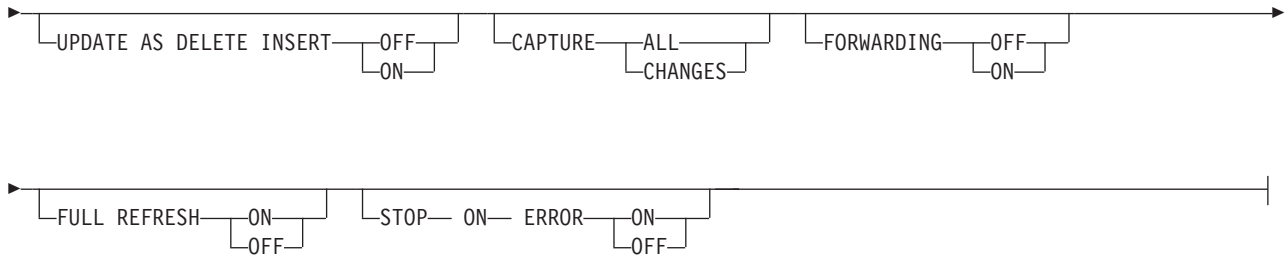 UPDATE AS DELETE INSERT OFF CAPTURE ALL FORWARDING OFF
ON CHANGES ON
FULL REFRESH ON STOP ON ERROR ON
OFF OFF